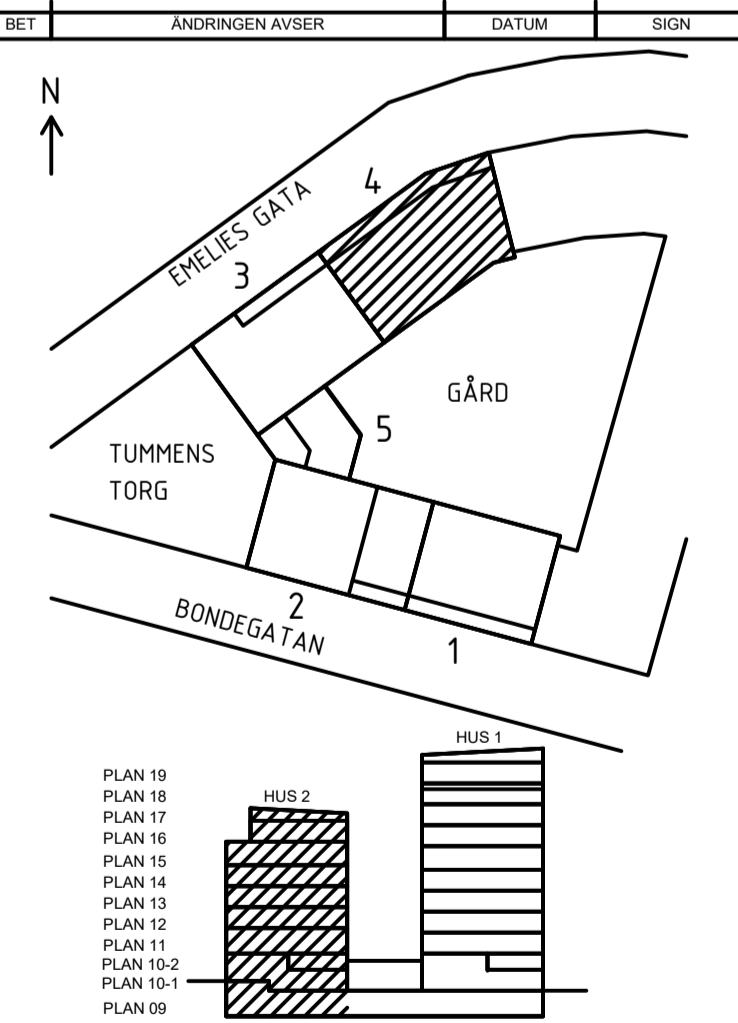 BET ÄNDRINGEN AVSER DATUM SIGN
N
4
EMELIES GATA
3
GÅRD
5
TUMMENS
TORG
2
BONDEGATAN
1
HUS 1
PLAN 19
PLAN 18
HUS 2
PLAN 17
PLAN 16
PLAN 15
PLAN 14
PLAN 13
PLAN 12
PLAN 11
PLAN 10-2
PLAN 10-1
PLAN 09